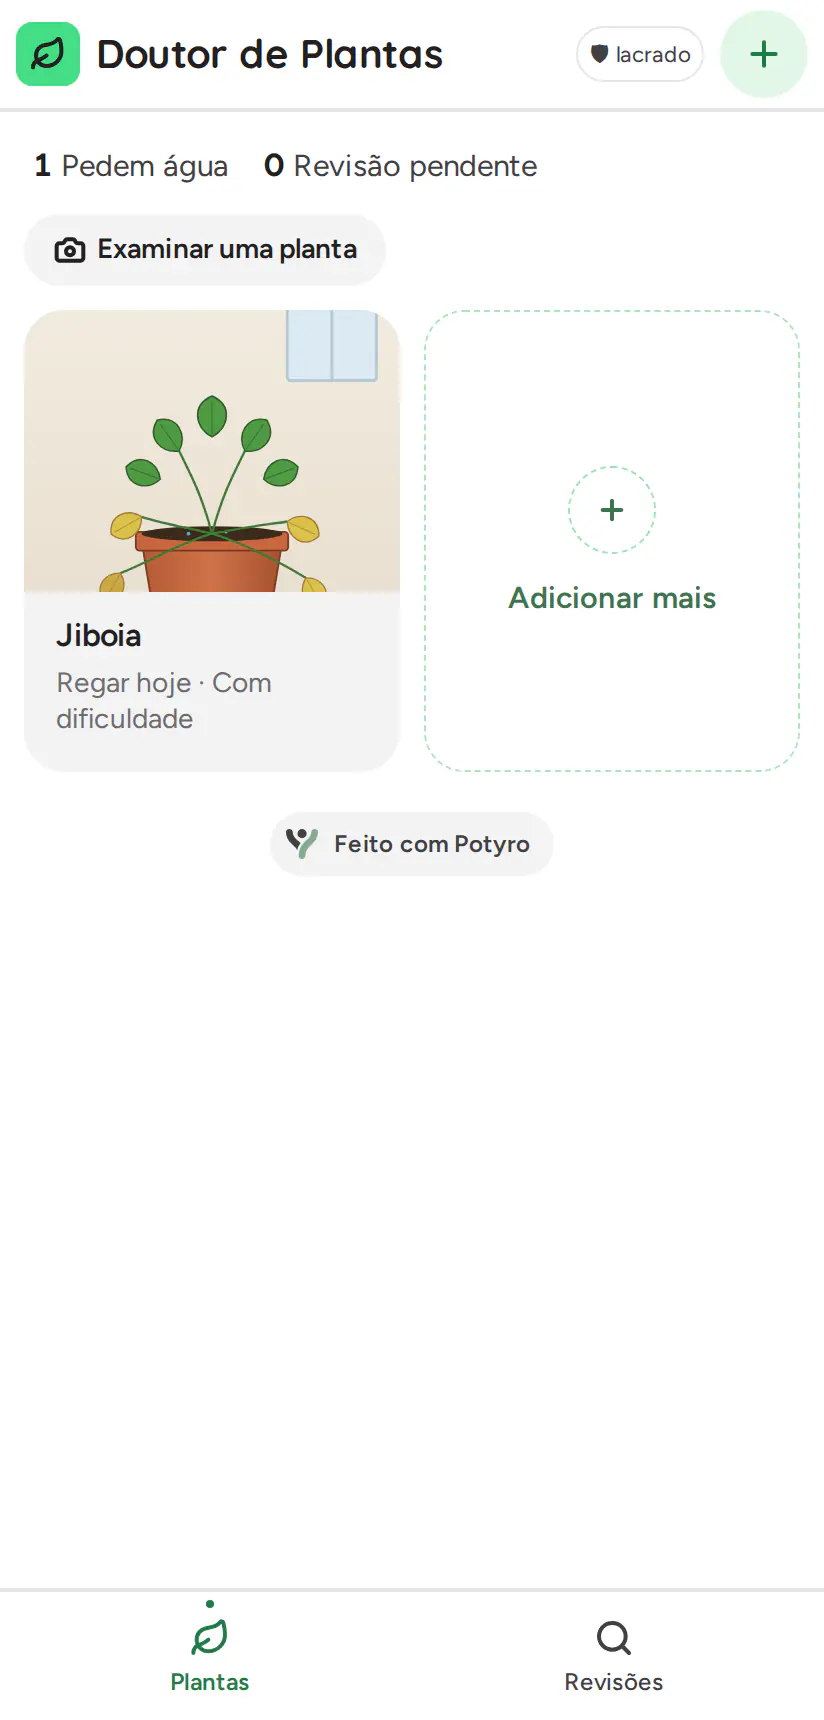 Doutor de Plantas
lacrado
1 Pedem água
0 Revisão pendente
Examinar uma planta
Jiboia
Regar hoje · Com
dificuldade
Adicionar mais
Feito com Potyro
Plantas
Revisões